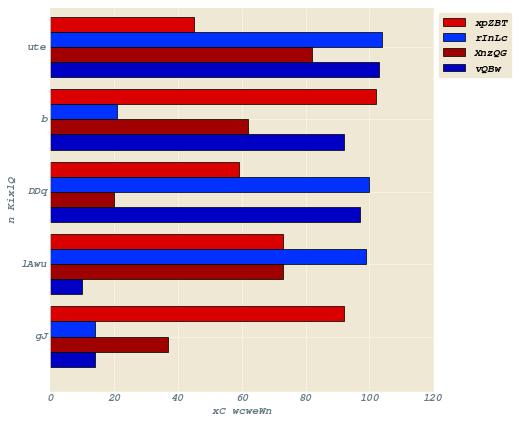 xpZBT
rInLc
XnzQG
vQBw
ute
b
DDq
lAwu
gJ
n KixlQ
0 20 40 60 80 100 120
xC wcweWn